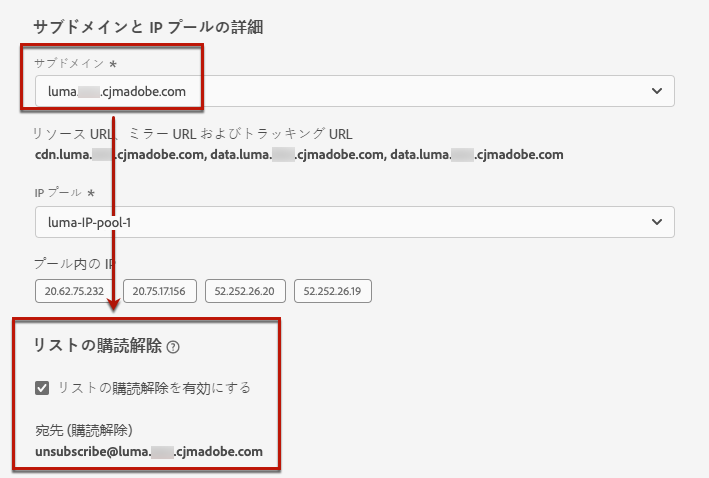 サブドメインと IP プールの詳細
サブドメイン *
luma. .cjmadobe.com
リソース URL、ミラー URL およびトラッキング URL
cdn.luma. .cjmadobe.com, data.luma. .cjmadobe.com, data.luma. .cjmadobe.com
IP プール *
luma-IP-pool-1
プール内の IP
20.62.75.232 20.75.17.156 52.252.26.20 52.252.26.19
リストの購読解除
リストの購読解除を有効にする
宛先 (購読解除)
unsubscribe@luma. .cjmadobe.com